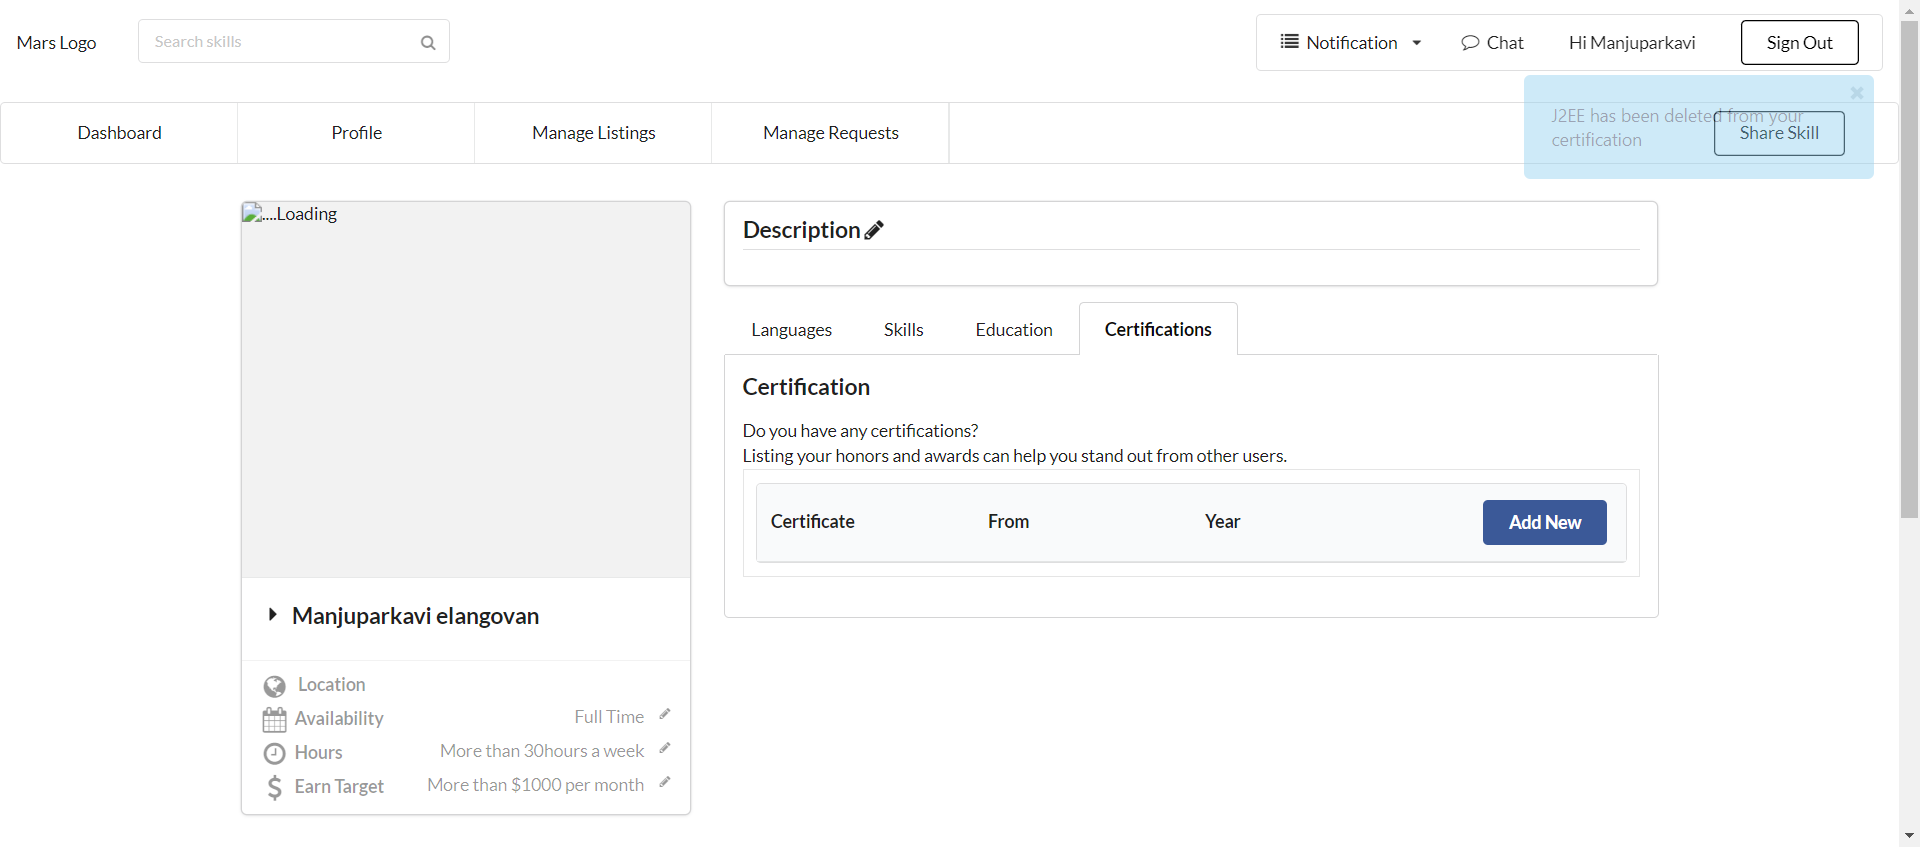 Mars Logo
Search skills
Notification
Chat
Hi Manjuparkavi
Sign Out
J2EE has been deleted from your
certification
Dashboard
Profile
Manage Listings
Manage Requests
Share Skill
....Loading
Description
Languages
Skills
Education
Certifications
Certification
Do you have any certifications?
Listing your honors and awards can help you stand out from other users.
Certificate
From
Year
Add New
Manjuparkavi elangovan
Location
Availability
Full Time
Hours
More than 30hours a week
Earn Target
More than $1000 per month